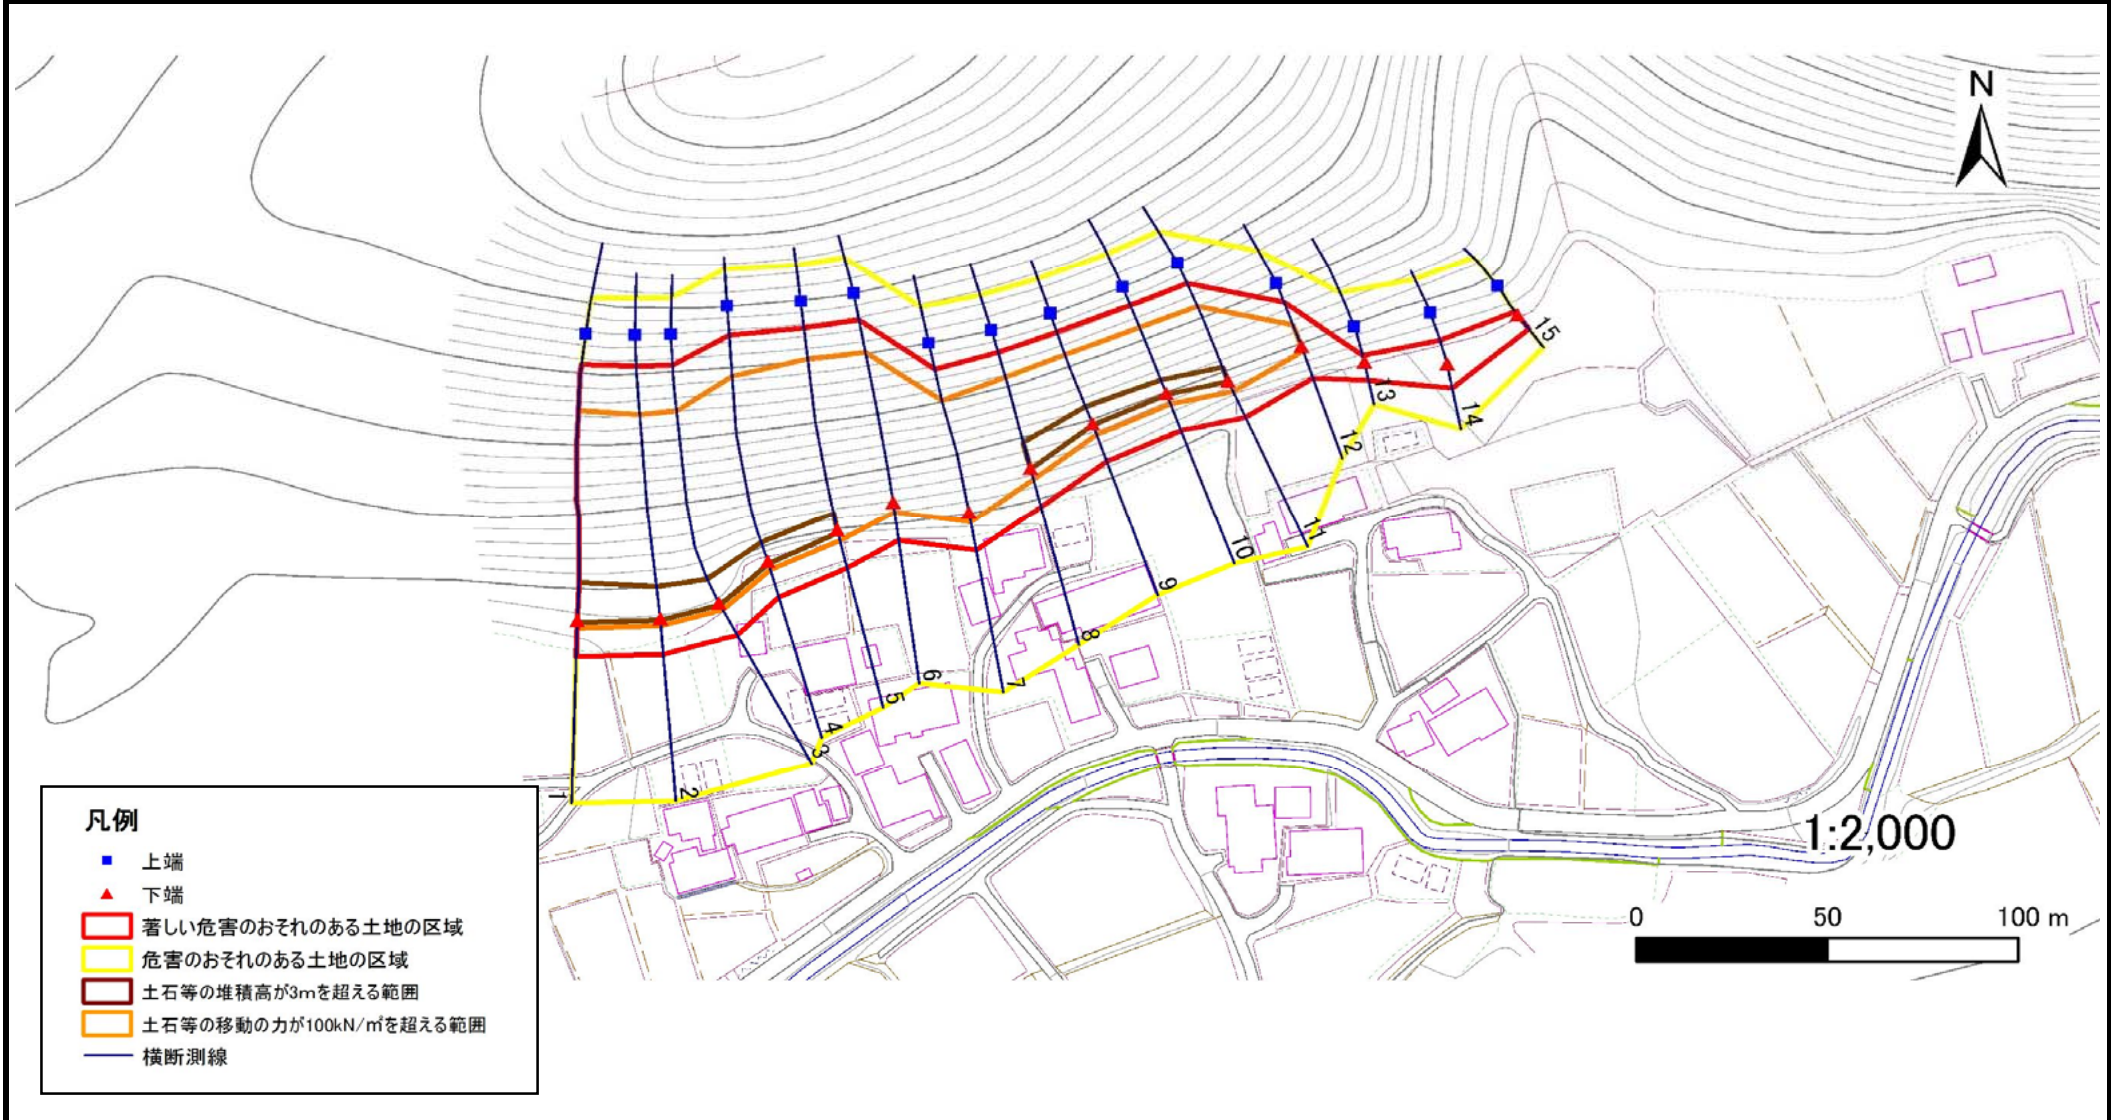 N
15
13
14
12
11
10
9
8
7
6
5
4
3
2
1
凡例
上端
下端
著しい危害のおそれのある土地の区域
危害のおそれのある土地の区域
土石等の堆積高が3mを超える範囲
土石等の移動の力が100kN/㎡を超える範囲
横断測線
1:2,000
0 50 100 m